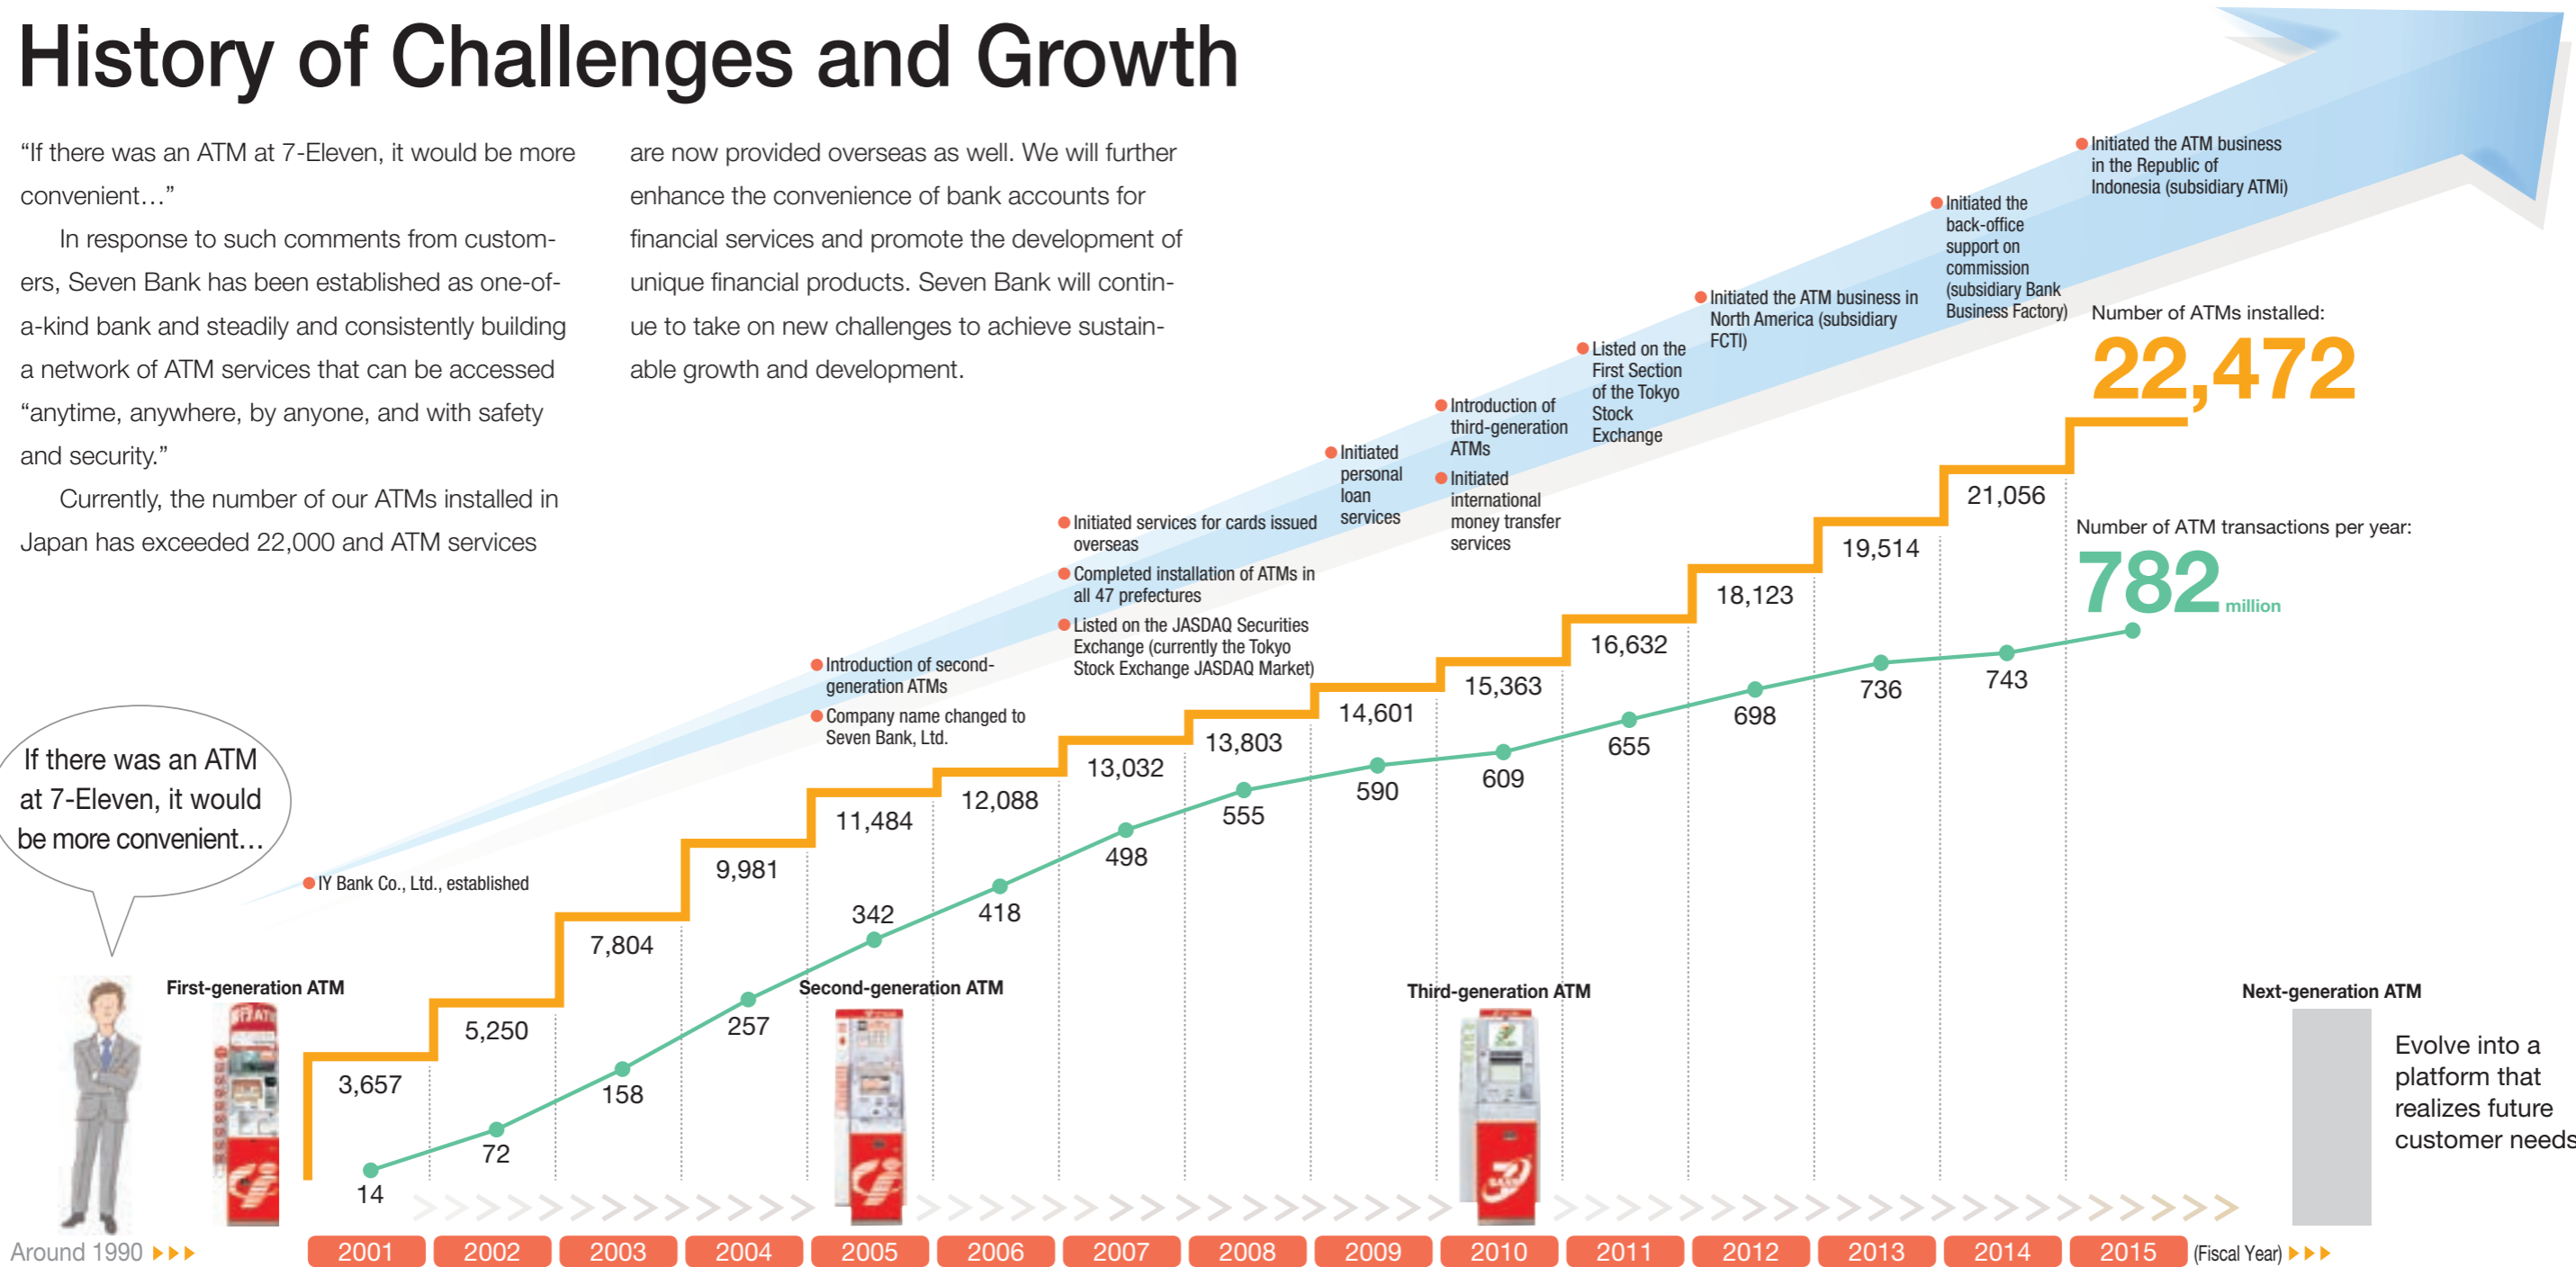 History of Challenges and Growth
“If there was an ATM at 7-Eleven, it would be more
convenient…”
In response to such comments from custom-
ers, Seven Bank has been established as one-of-
a-kind bank and steadily and consistently building
a network of ATM services that can be accessed
“anytime, anywhere, by anyone, and with safety
and security.”
Currently, the number of our ATMs installed in
Japan has exceeded 22,000 and ATM services
are now provided overseas as well. We will further
enhance the convenience of bank accounts for
financial services and promote the development of
unique financial products. Seven Bank will contin-
ue to take on new challenges to achieve sustain-
able growth and development.
If there was an ATM
at 7-Eleven, it would
be more convenient…
IY Bank Co., Ltd., established
Introduction of second-
generation ATMs
Company name changed to
Seven Bank, Ltd.
Initiated services for cards issued
overseas
Completed installation of ATMs in
all 47 prefectures
Listed on the JASDAQ Securities
Exchange (currently the Tokyo
Stock Exchange JASDAQ Market)
Initiated
personal
loan
services
Introduction of
third-generation
ATMs
Initiated
international
money transfer
services
Listed on the
First Section
of the Tokyo
Stock
Exchange
Initiated the ATM business in
North America (subsidiary
FCTI)
Initiated the
back-office
support on
commission
(subsidiary Bank
Business Factory)
Initiated the ATM business
in the Republic of
Indonesia (subsidiary ATMi)
Number of ATMs installed:
22,472
3,657
5,250
7,804
9,981
11,484
12,088
13,032
13,803
14,601
15,363
16,632
18,123
19,514
21,056
Number of ATM transactions per year:
782 million
14
72
158
257
342
418
498
555
590
609
655
698
736
743
First-generation ATM
Second-generation ATM
Third-generation ATM
Next-generation ATM
Evolve into a
platform that
realizes future
customer needs
Around 1990
2001
2002
2003
2004
2005
2006
2007
2008
2009
2010
2011
2012
2013
2014
2015
(Fiscal Year)